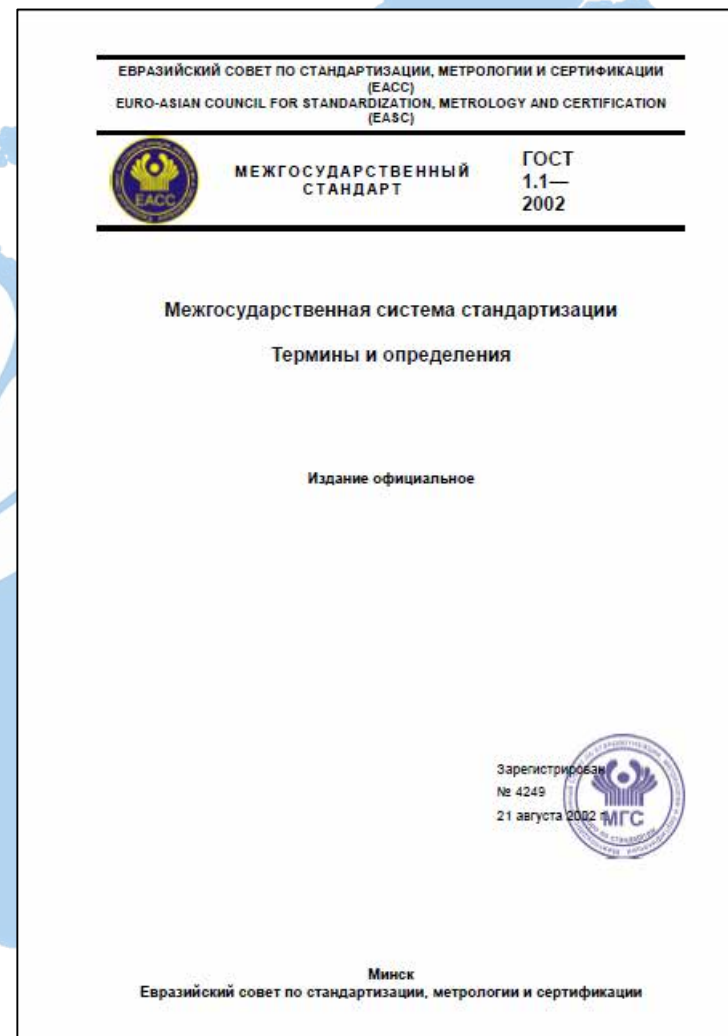 ЕВРАЗИЙСКИЙ СОВЕТ ПО СТАНДАРТИЗАЦИИ, МЕТРОЛОГИИ И СЕРТИФИКАЦИИ
(ЕАСС)
EURO-ASIAN COUNCIL FOR STANDARDIZATION, METROLOGY AND CERTIFICATION
(EASC)
ЕАСС
МЕЖГОСУДАРСТВЕННЫЙ
СТАНДАРТ
ГОСТ
1.1—
2002
Межгосударственная система стандартизации
Термины и определения
Издание официальное
Зарегистрирован
№ 4249
21 августа 2002 г.
МГС
Минск
Евразийский совет по стандартизации, метрологии и сертификации